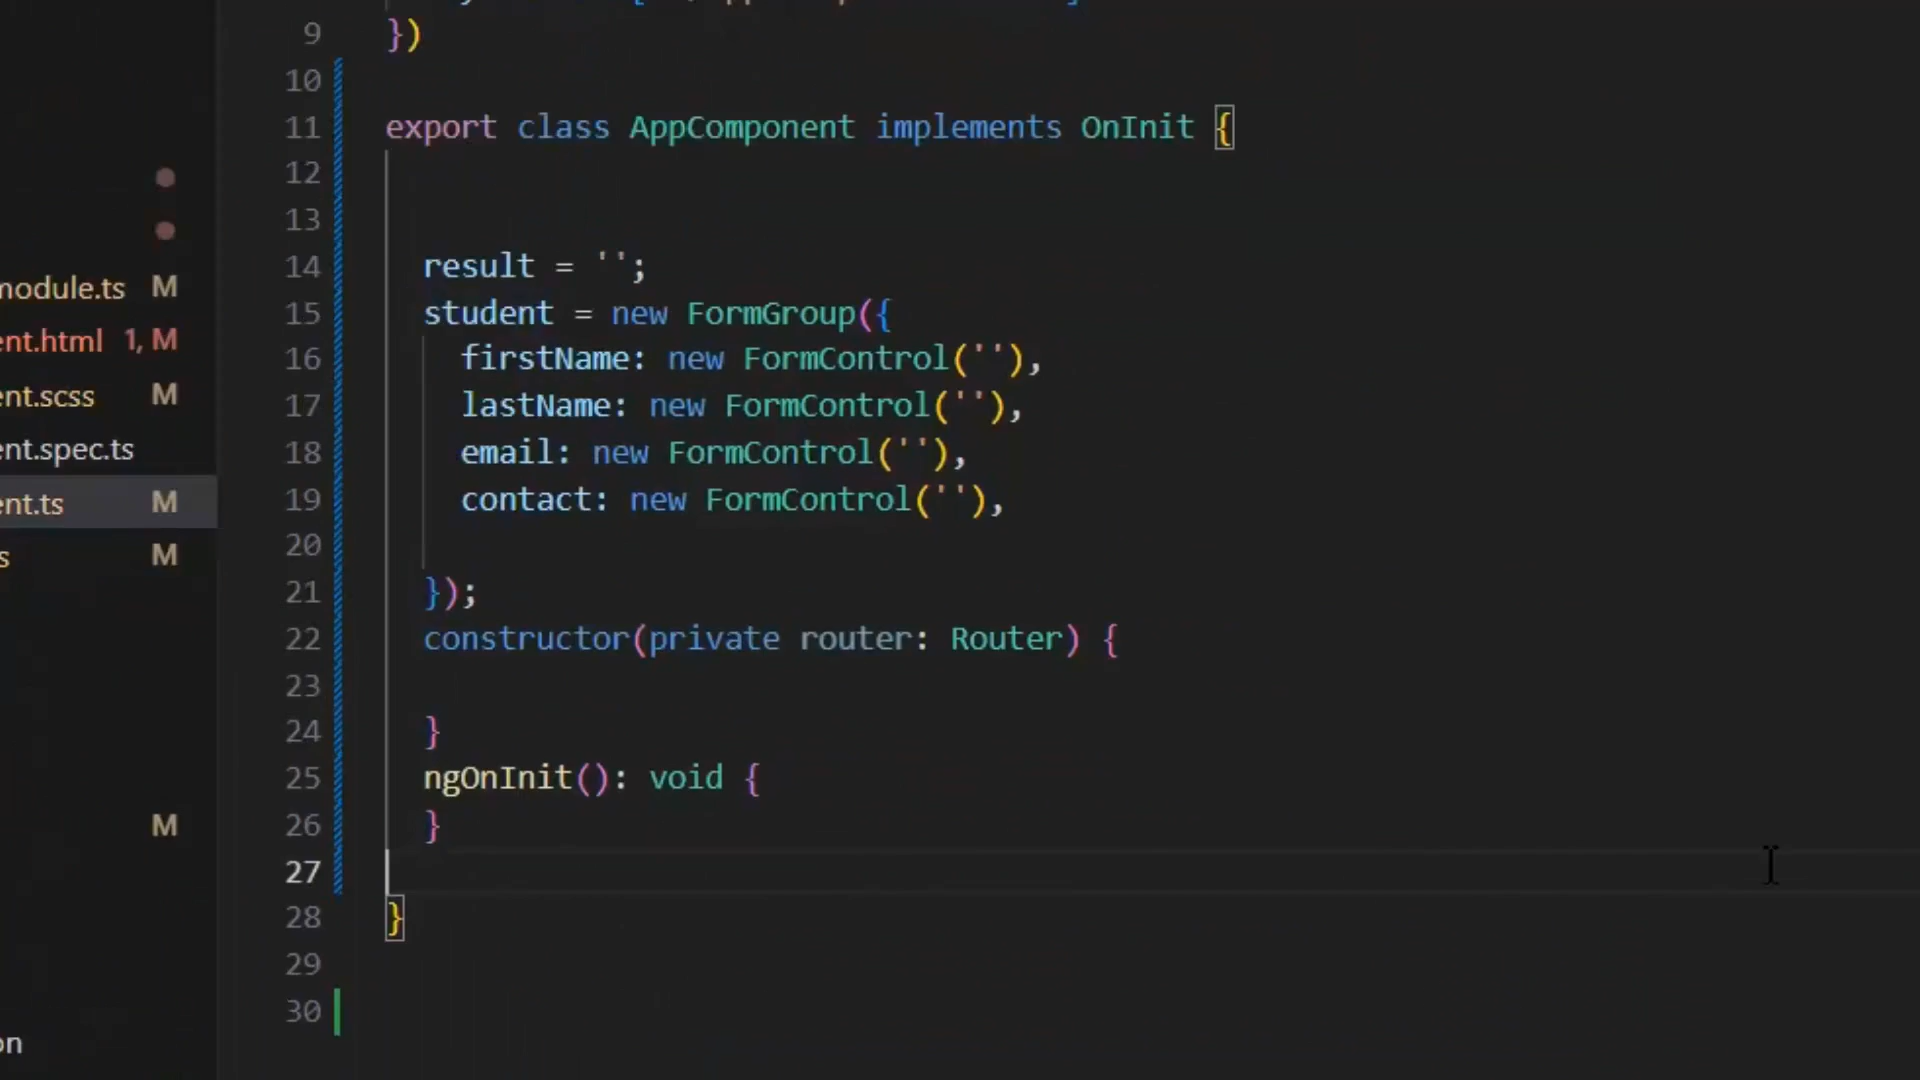 9 })
10
11 export class AppComponent implements OnInit {
12
13
14 result = '';
module.ts M
15 student = new FormGroup({
ent.html 1, M
16 firstName: new FormControl(''),
ent.scss M
17 lastName: new FormControl(''),
ent.spec.ts
18 email: new FormControl(''),
ent.ts M
19 contact: new FormControl(''),
s M
20
21 });
22 constructor(private router: Router) {
23
24 }
25 ngOnInit(): void {
M
26 }
27
28 }
29
30
on